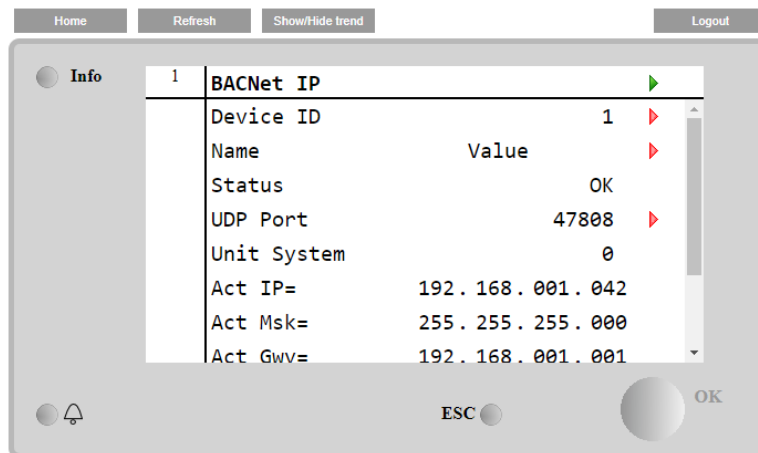 Home Refresh Show/Hide trend Logout
Info 1 BACNet IP
Device ID 1
Name Value
Status OK
UDP Port 47808
Unit System 0
Act IP= 192.168.001.042
Act Msk= 255.255.255.000
Act Gwy= 192.168.001.001
ESC OK